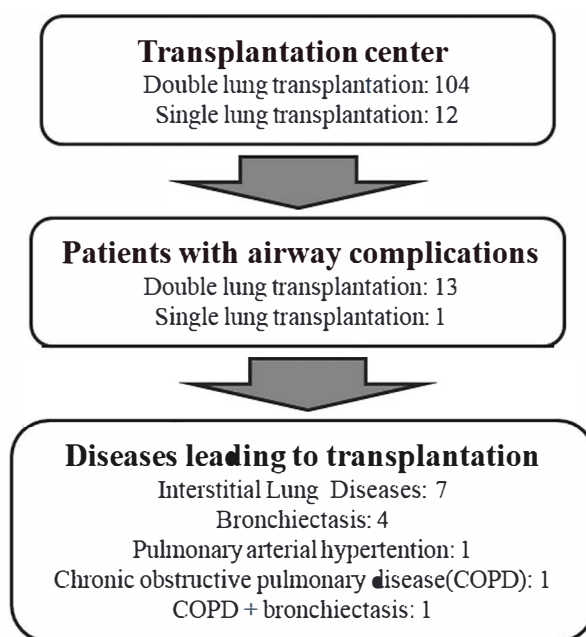 Transplantation center
Double lung transplantation: 104
Single lung transplantation: 12
Patients with airway complications
Double lung transplantation: 13
Single lung transplantation: 1
Diseases leading to transplantation
Interstitial Lung Diseases: 7
Bronchiectasis: 4
Pulmonary arterial hypertention: 1
Chronic obstructive pulmonary disease(COPD): 1
COPD + bronchiectasis: 1